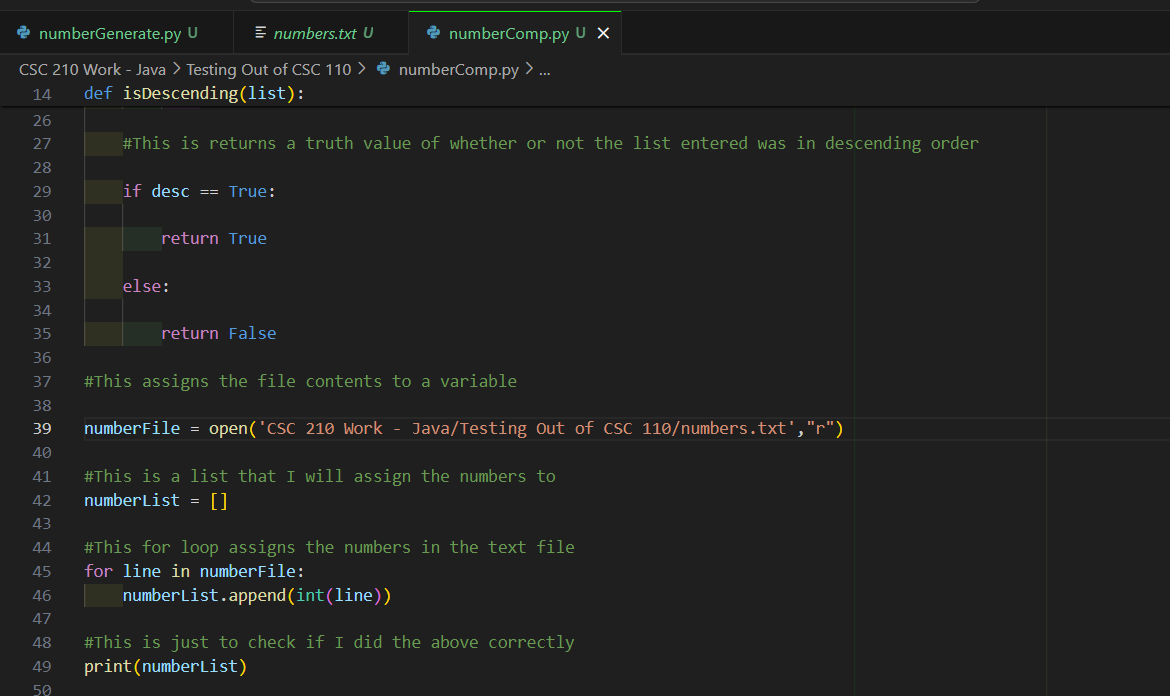 numberGenerate.py U numbers.txt U numberComp.py U
CSC 210 Work - Java > Testing Out of CSC 110 > numberComp.py > ...
14 def isDescending(list):
26
27 #This is returns a truth value of whether or not the list entered was in descending order
28
29 if desc == True:
30
31 return True
32
33 else:
34
35 return False
36
37 #This assigns the file contents to a variable
38
39 numberFile = open('CSC 210 Work - Java/Testing Out of CSC 110/numbers.txt',"r")
40
41 #This is a list that I will assign the numbers to
42 numberList = []
43
44 #This for loop assigns the numbers in the text file
45 for line in numberFile:
46 numberList.append(int(line))
47
48 #This is just to check if I did the above correctly
49 print(numberList)
50